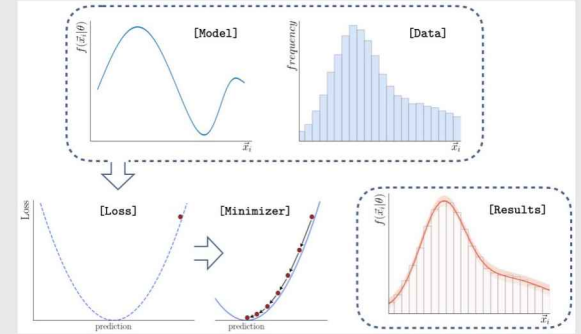 f(x⃗ᵢ|θ)
[Model]
x⃗ᵢ
frequency
[Data]
x⃗ᵢ
Loss
[Loss]
prediction
[Minimizer]
prediction
f(x⃗ᵢ|θ)
[Results]
x⃗ᵢ